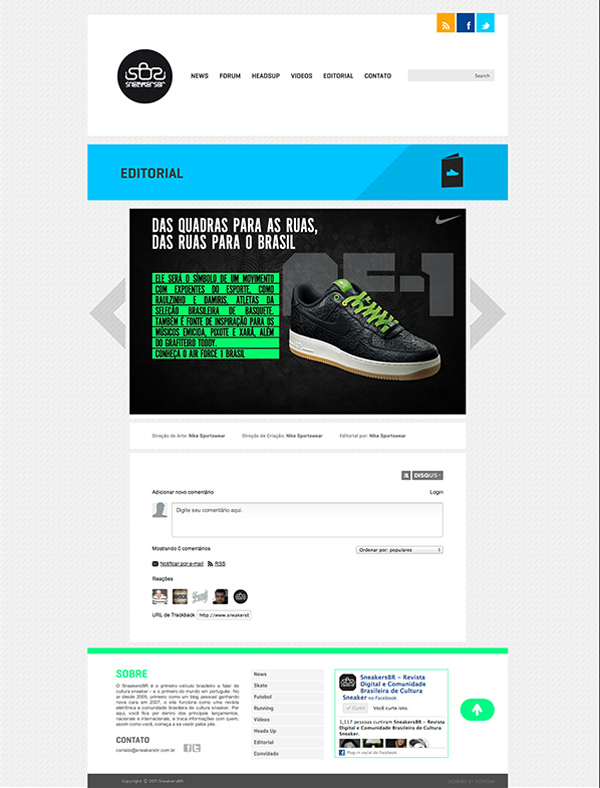 SNEAKERSBR
NEWS FORUM HEADSUP VIDEOS EDITORIAL CONTATO
Search
EDITORIAL
DAS QUADRAS PARA AS RUAS,
DAS RUAS PARA O BRASIL
AF-1
ELE SERÁ O SÍMBOLO DE UM MOVIMENTO
COM EXPOENTES DO ESPORTE, COMO
RAULZINHO E DAMIRIS, ATLETAS DA
SELEÇÃO BRASILEIRA DE BASQUETE.
TAMBÉM É FONTE DE INSPIRAÇÃO PARA OS
MÚSICOS EMICIDA, PIXOTE E XARÁ, ALÉM
DO GRAFITEIRO TODDY.
CONHEÇA O AIR FORCE 1 BRASIL
Direção de Arte: Nike Sportswear Direção de Criação: Nike Sportswear Editorial por: Nike Sportswear
DISQUS
Adicionar novo comentário Login
Digite seu comentário aqui.
Mostrando 0 comentários Ordenar por: populares
Notificar por e-mail RSS
Reações
URL de Trackback http://www.sneakersb
SOBRE
O SneakersBR é o primeiro veículo brasileiro a falar de
cultura sneaker - e o primeiro do mundo em português. No
ar desde 2005, primeiro como um blog pessoal ganhando
nova cara em 2007, o site funciona como uma revista
eletrônica e comunidade brasileira de cultura sneaker. Por
aqui, você fica por dentro dos principais lançamentos,
nacionais e internacionais, e troca informações com quem,
assim como você, começa a se vestir pelos pés.
CONTATO
contato@sneakersbr.com.br
News
Skate
Futebol
Running
Videos
Heads Up
Editorial
Convidado
SneakersBR - Revista
Digital e Comunidade
Brasileira de Cultura
Sneaker no Facebook
Curtir Você curte isso.
1,117 pessoas curtiram SneakersBR - Revista
Digital e Comunidade Brasileira de Cultura
Sneaker.
Plug-in social do Facebook
Copyright © 2011 SneakersBR